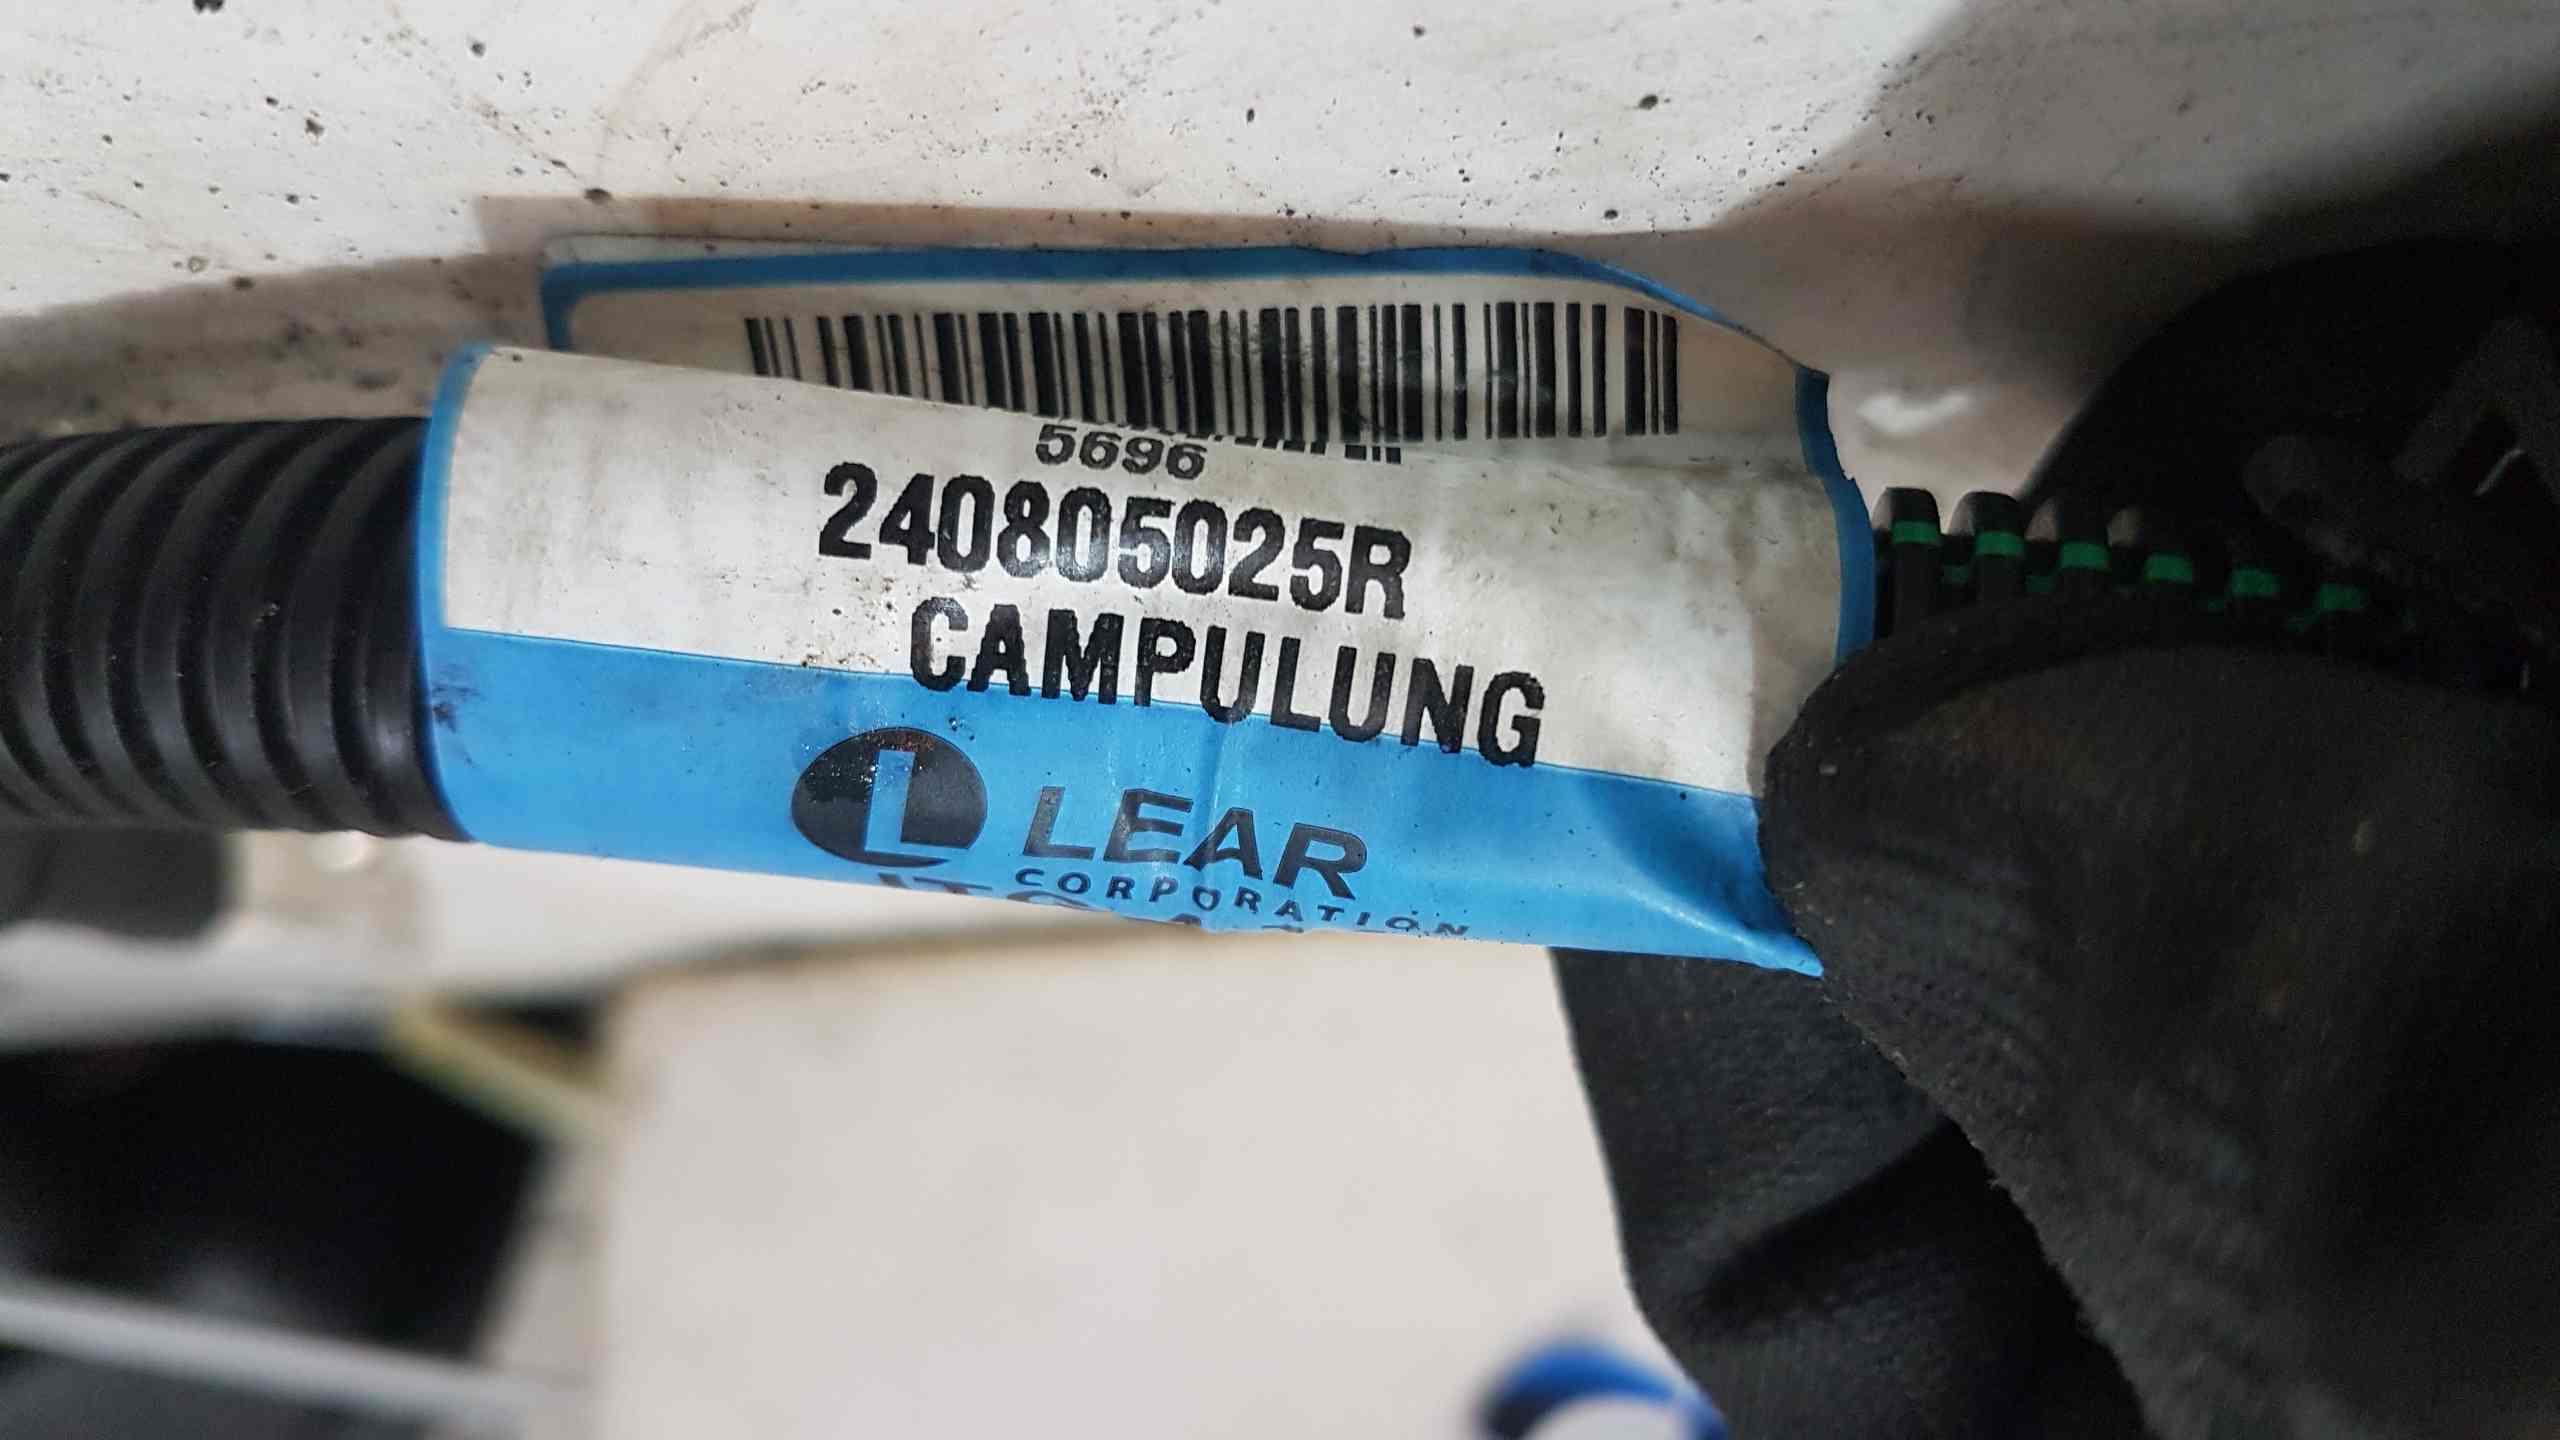 5696
240805025R
CAMPULUNG
L LEAR
CORPORATION